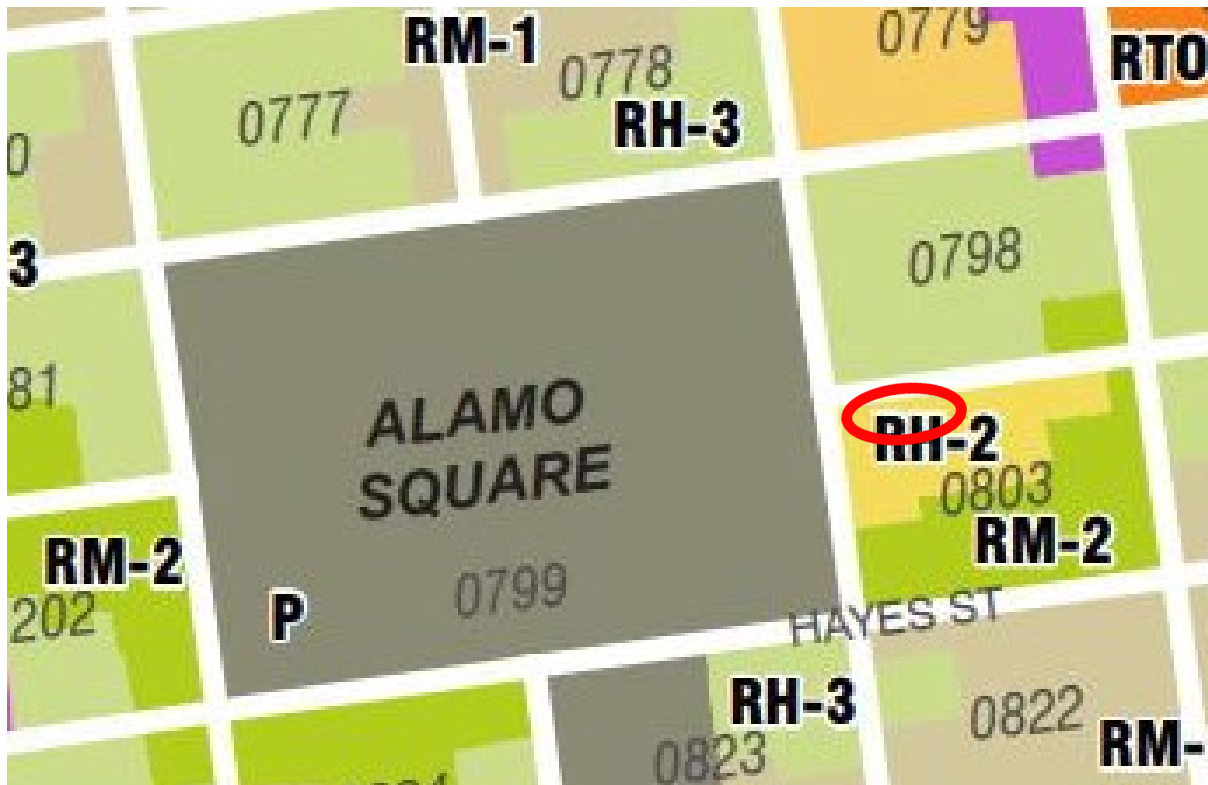 RM-1
0779
RTO
0778
0777
RH-3
0
0798
3
81
ALAMO
SQUARE
RH-2
0803
RM-2
RM-2
0799
P
202
HAYES ST
RH-3
0822
RM-
0823